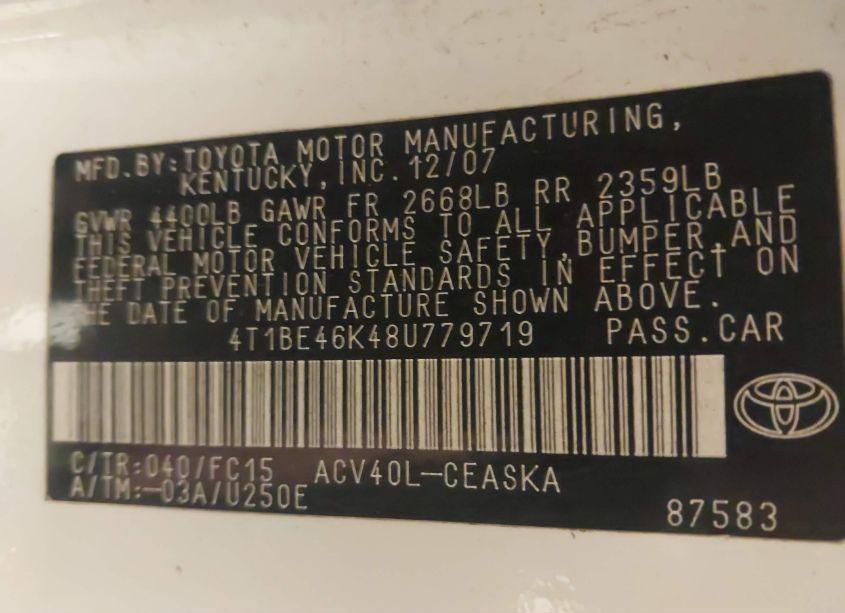 MFD.BY:TOYOTA MOTOR MANUFACTURING,
KENTUCKY,INC.12/07
GVWR 4400LB GAWR FR 2668LB RR 2359LB
THIS VEHICLE CONFORMS TO ALL APPLICABLE
FEDERAL MOTOR VEHICLE SAFETY,BUMPER,AND
THEFT PREVENTION STANDARDS IN EFFECT ON
THE DATE OF MANUFACTURE SHOWN ABOVE.
4T1BE46K48U779719 PASS.CAR
C/TR:040/FC15 ACV40L-CEASKA
A/TM:-03A/U250E
87583